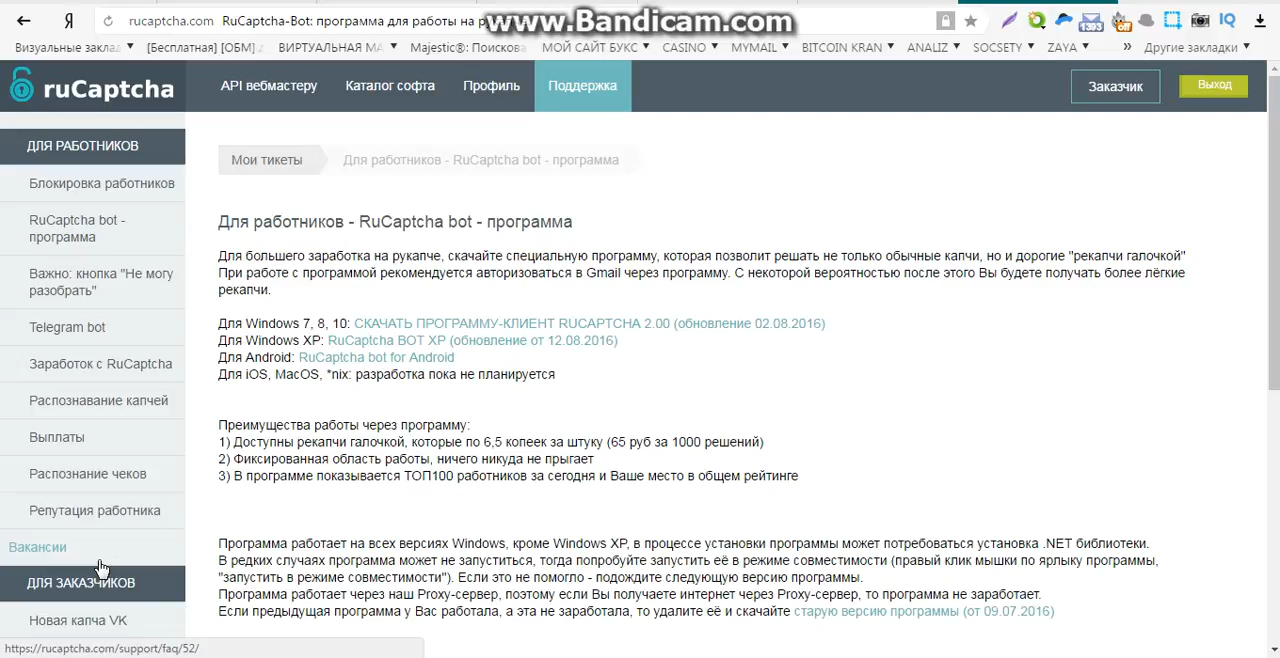 rucaptcha.com RuCaptcha-Bot: программа для работы на
www.Bandicam.com
Визуальные заклад
[Бесплатная] [ОБМ]
ВИРТУАЛЬНАЯ МА
Majestic®: Поискова
МОЙ САЙТ БУКС
CASINO
MYMAIL
BITCOIN KRAN
ANALIZ
SOCSETY
ZAYA
» Другие закладки
1393
off
IQ
ruCaptcha
API вебмастеру
Каталог софта
Профиль
Поддержка
Заказчик
Выход
ДЛЯ РАБОТНИКОВ
Блокировка работников
RuCaptcha bot -
программа
Важно: кнопка "Не могу
разобрать"
Telegram bot
Заработок с RuCaptcha
Распознавание капчей
Выплаты
Распознание чеков
Репутация работника
Вакансии
ДЛЯ ЗАКАЗЧИКОВ
Новая капча VK
https://rucaptcha.com/support/faq/52/
Мои тикеты
Для работников - RuCaptcha bot - программа
Для работников - RuCaptcha bot - программа
Для большего заработка на рукапче, скачайте специальную программу, которая позволит решать не только обычные капчи, но и дорогие "рекапчи галочкой"
При работе с программой рекомендуется авторизоваться в Gmail через программу. С некоторой вероятностью после этого Вы будете получать более лёгкие
рекапчи.
Для Windows 7, 8, 10: СКАЧАТЬ ПРОГРАММУ-КЛИЕНТ RUCAPTCHA 2.00 (обновление 02.08.2016)
Для Windows XP: RuCaptcha BOT XP (обновление от 12.08.2016)
Для Android: RuCaptcha bot for Android
Для iOS, MacOS, *nix: разработка пока не планируется
Преимущества работы через программу:
1) Доступны рекапчи галочкой, которые по 6,5 копеек за штуку (65 руб за 1000 решений)
2) Фиксированная область работы, ничего никуда не прыгает
3) В программе показывается ТОП100 работников за сегодня и Ваше место в общем рейтинге
Программа работает на всех версиях Windows, кроме Windows XP, в процессе установки программы может потребоваться установка .NET библиотеки.
В редких случаях программа может не запуститься, тогда попробуйте запустить её в режиме совместимости (правый клик мышки по ярлыку программы,
"запустить в режиме совместимости"). Если это не помогло - подождите следующую версию программы.
Программа работает через наш Proxy-сервер, поэтому если Вы получаете интернет через Proxy-сервер, то программа не заработает.
Если предыдущая программа у Вас работала, а эта не заработала, то удалите её и скачайте старую версию программы (от 09.07.2016)